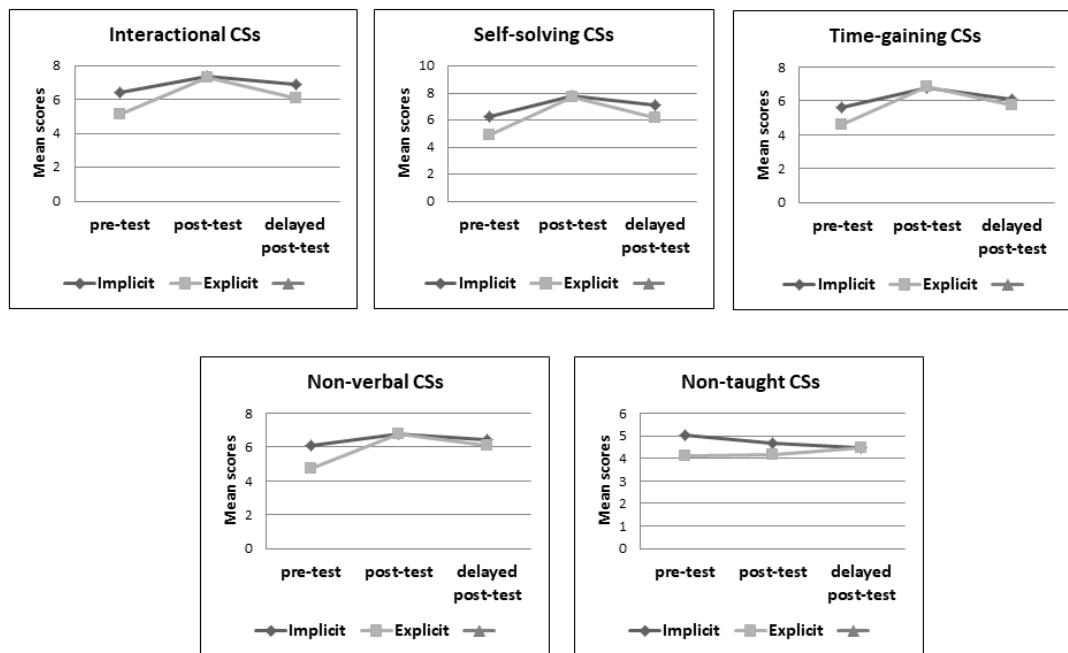 Interactional CSs
Mean scores
8
6
4
2
0
pre-test post-test delayed
post-test
Implicit Explicit
Self-solving CSs
Mean scores
10
8
6
4
2
0
pre-test post-test delayed
post-test
Implicit Explicit
Time-gaining CSs
Mean scores
8
6
4
2
0
pre-test post-test delayed
post-test
Implicit Explicit
Non-verbal CSs
Mean scores
8
6
4
2
0
pre-test post-test delayed
post-test
Implicit Explicit
Non-taught CSs
Mean scores
6
5
4
3
2
1
0
pre-test post-test delayed
post-test
Implicit Explicit